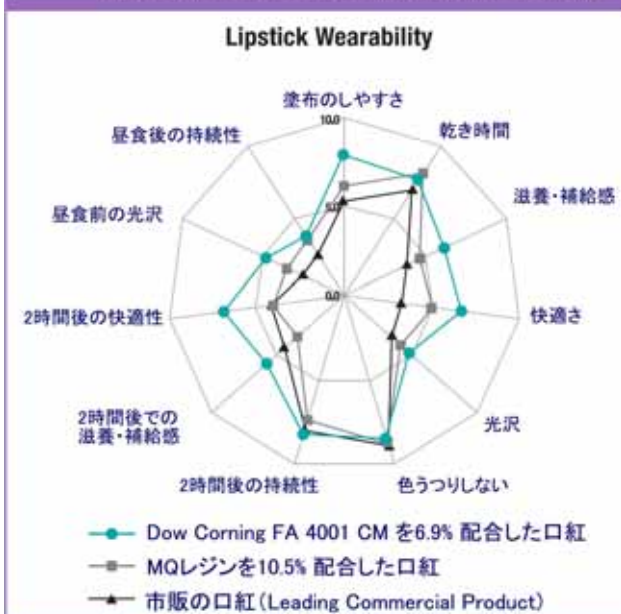 Lipstick Wearability
塗布のしやすさ
10.0
昼食後の持続性
乾き時間
昼食前の光沢
滋養・補給感
5.0
2時間後の快適性
0.0
快適さ
2時間後での
滋養・補給感
光沢
2時間後の持続性
色うつりしない
Dow Corning FA 4001 CM を6.9% 配合した口紅
MQレジンを10.5% 配合した口紅
市販の口紅(Leading Commercial Product)